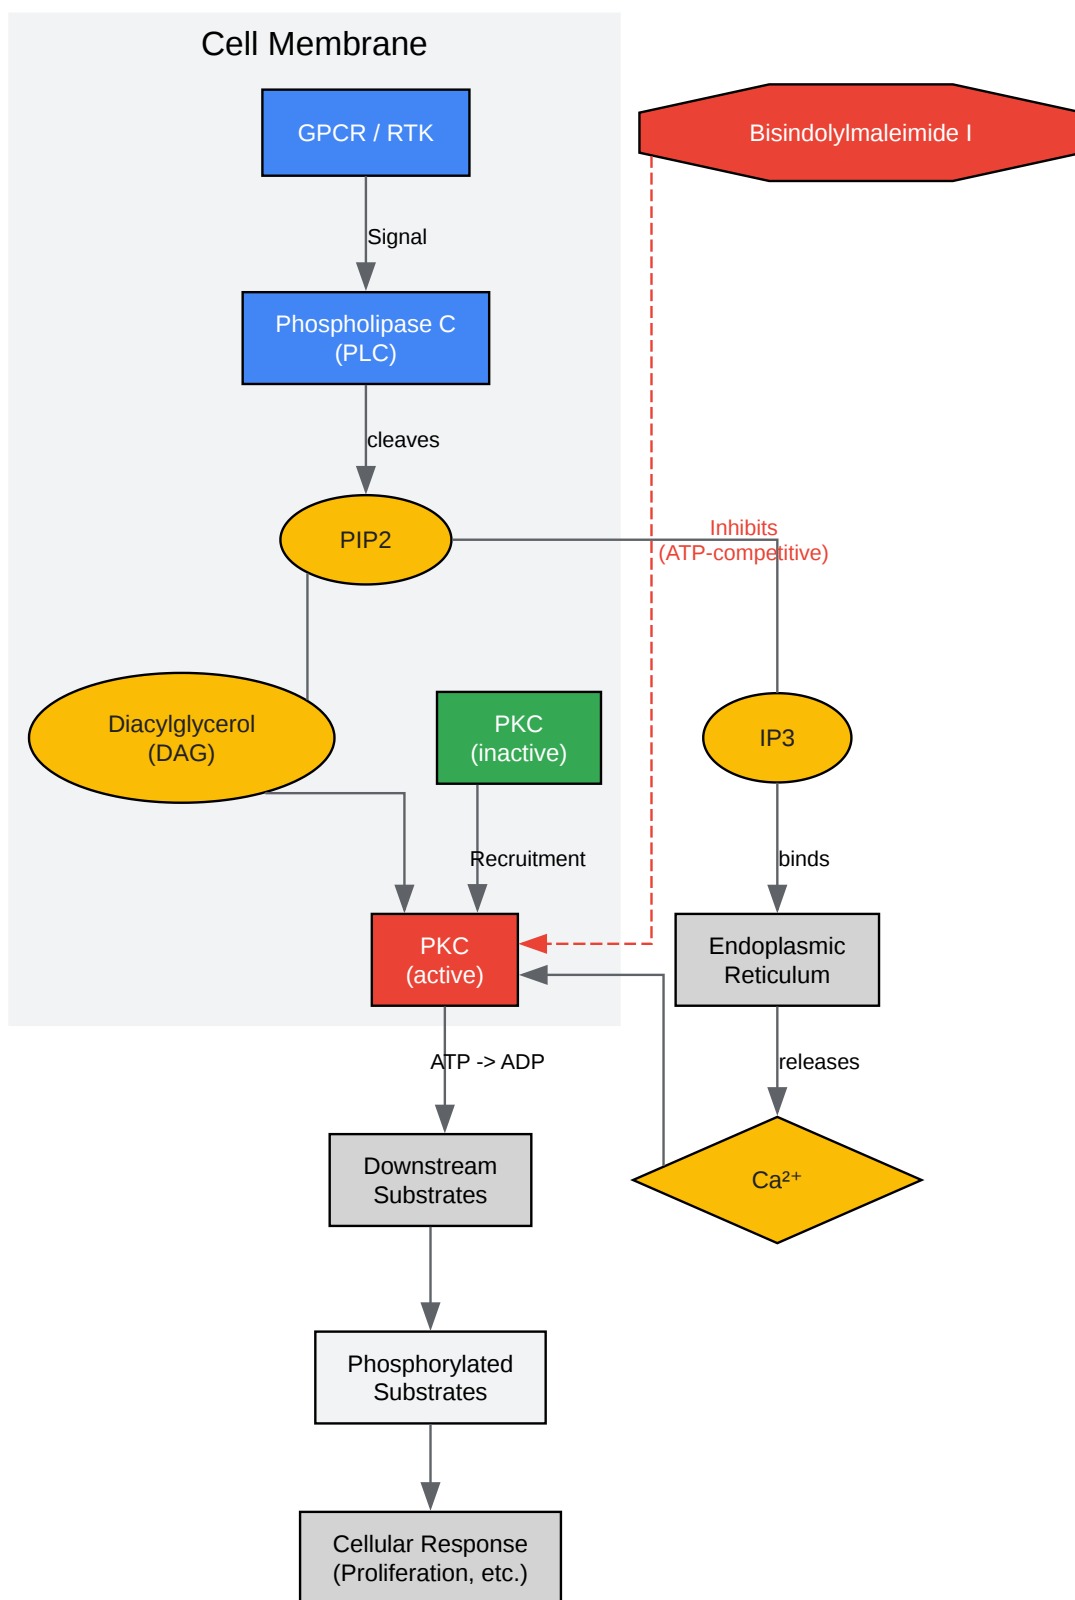 Cell Membrane
GPCR / RTK
Bisindolylmaleimide I
Signal
Phospholipase C
(PLC)
cleaves
Inhibits
(ATP-competitive)
PIP2
Diacylglycerol
(DAG)
PKC
(inactive)
IP3
Recruitment
binds
PKC
(active)
Endoplasmic
Reticulum
ATP -> ADP
releases
Downstream
Substrates
Ca²⁺
Phosphorylated
Substrates
Cellular Response
(Proliferation, etc.)